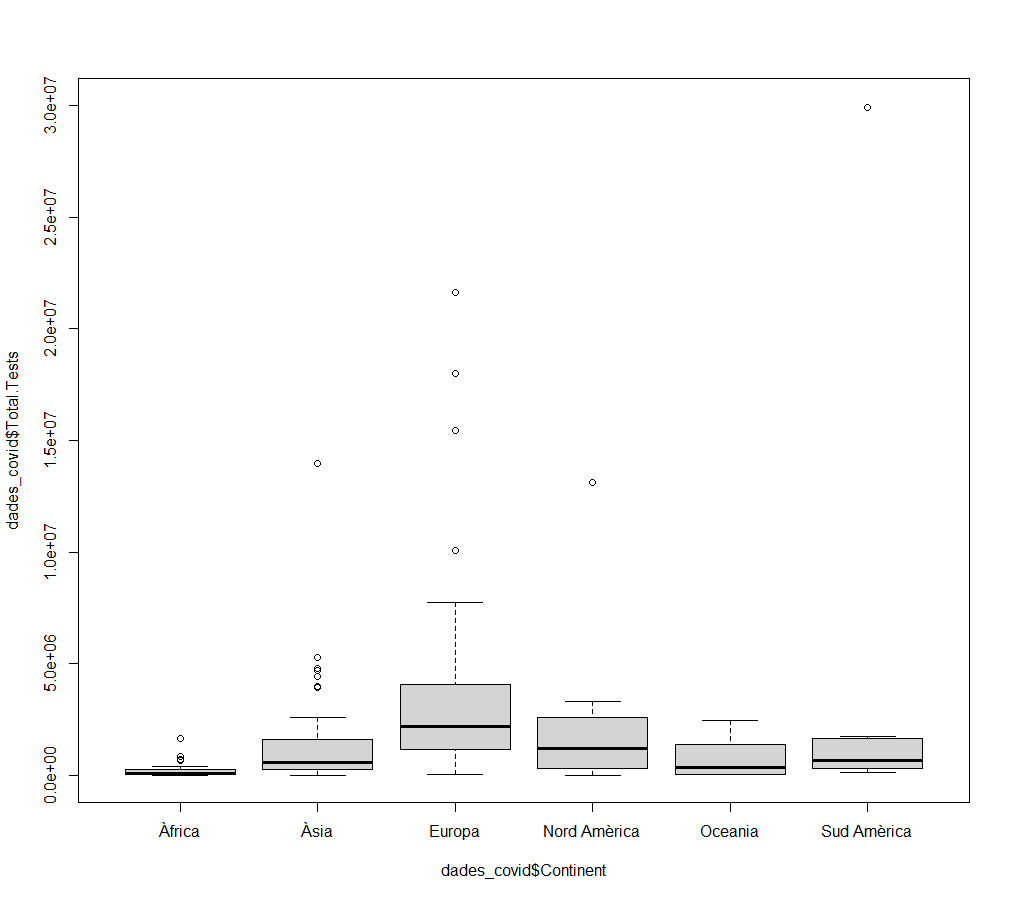 dades_covid$Total.Tests
3.0e+07
2.5e+07
2.0e+07
1.5e+07
1.0e+07
5.0e+06
0.0e+00
Àfrica Àsia Europa Nord Amèrica Oceania Sud Amèrica
dades_covid$Continent